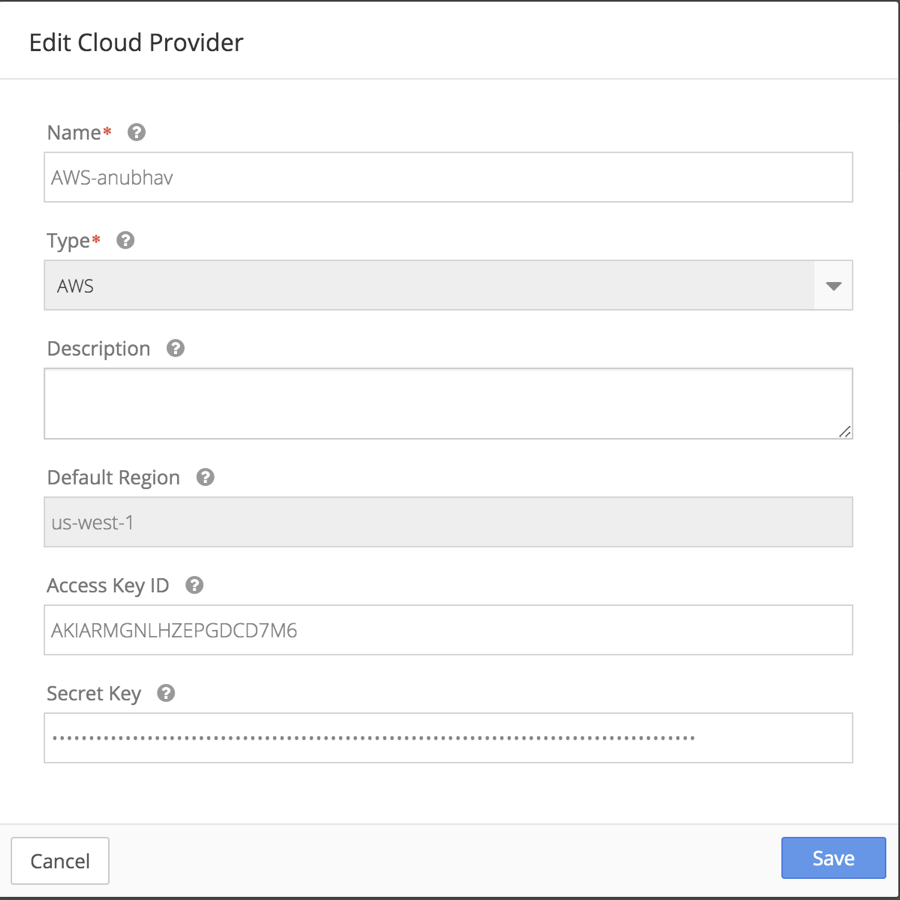 Edit Cloud Provider
Name*
AWS-anubhav
Type*
AWS
Description
Default Region
us-west-1
Access Key ID
AKIARMGNLHZEPGDCD7M6
Secret Key
Cancel
Save